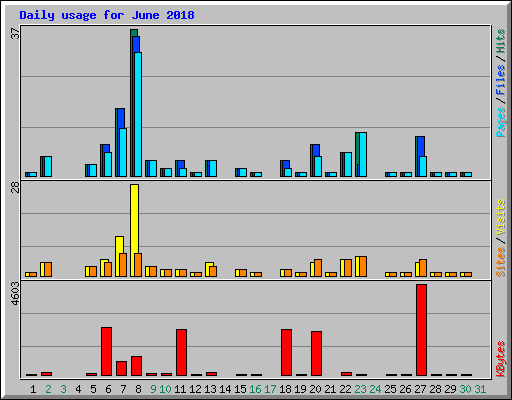 Daily usage for June 2018
37
Pages/Files/Hits
28
Sites/Visits
4603
KBytes
1 2 3 4 5 6 7 8 9 10 11 12 13 14 15 16 17 18 19 20 21 22 23 24 25 26 27 28 29 30 31